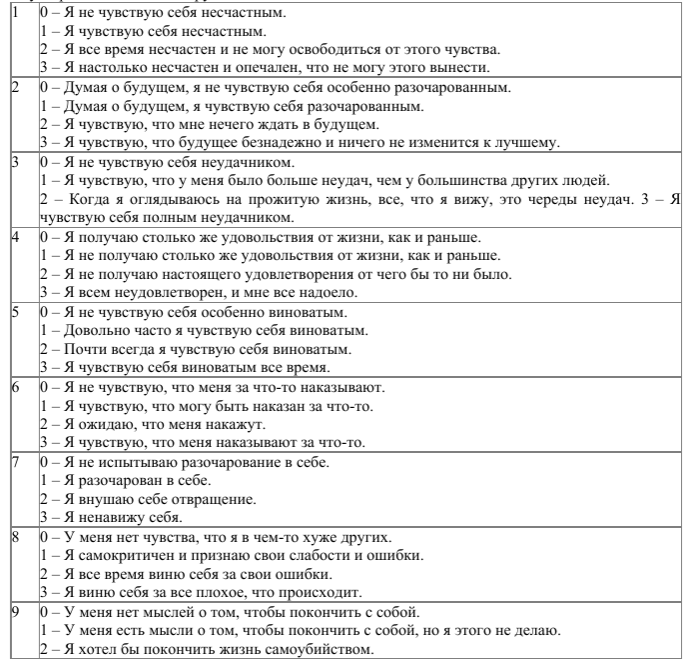 1 0 – Я не чувствую себя несчастным.
1 – Я чувствую себя несчастным.
2 – Я все время несчастен и не могу освободиться от этого чувства.
3 – Я настолько несчастен и опечален, что не могу этого вынести.
2 0 – Думая о будущем, я не чувствую себя особенно разочарованным.
1 – Думая о будущем, я чувствую себя разочарованным.
2 – Я чувствую, что мне нечего ждать в будущем.
3 – Я чувствую, что будущее безнадежно и ничего не изменится к лучшему.
3 0 – Я не чувствую себя неудачником.
1 – Я чувствую, что у меня было больше неудач, чем у большинства других людей.
2 – Когда я оглядываюсь на прожитую жизнь, все, что я вижу, это череды неудач. 3 – Я
чувствую себя полным неудачником.
4 0 – Я получаю столько же удовольствия от жизни, как и раньше.
1 – Я не получаю столько же удовольствия от жизни, как и раньше.
2 – Я не получаю настоящего удовлетворения от чего бы то ни было.
3 – Я всем неудовлетворен, и мне все надоело.
5 0 – Я не чувствую себя особенно виноватым.
1 – Довольно часто я чувствую себя виноватым.
2 – Почти всегда я чувствую себя виноватым.
3 – Я чувствую себя виноватым все время.
6 0 – Я не чувствую, что меня за что-то наказывают.
1 – Я чувствую, что могу быть наказан за что-то.
2 – Я ожидаю, что меня накажут.
3 – Я чувствую, что меня наказывают за что-то.
7 0 – Я не испытываю разочарование в себе.
1 – Я разочарован в себе.
2 – Я внушаю себе отвращение.
3 – Я ненавижу себя.
8 0 – У меня нет чувства, что я в чем-то хуже других.
1 – Я самокритичен и признаю свои слабости и ошибки.
2 – Я все время виню себя за свои ошибки.
3 – Я виню себя за все плохое, что происходит.
9 0 – У меня нет мыслей о том, чтобы покончить с собой.
1 – У меня есть мысли о том, чтобы покончить с собой, но я этого не делаю.
2 – Я хотел бы покончить жизнь самоубийством.